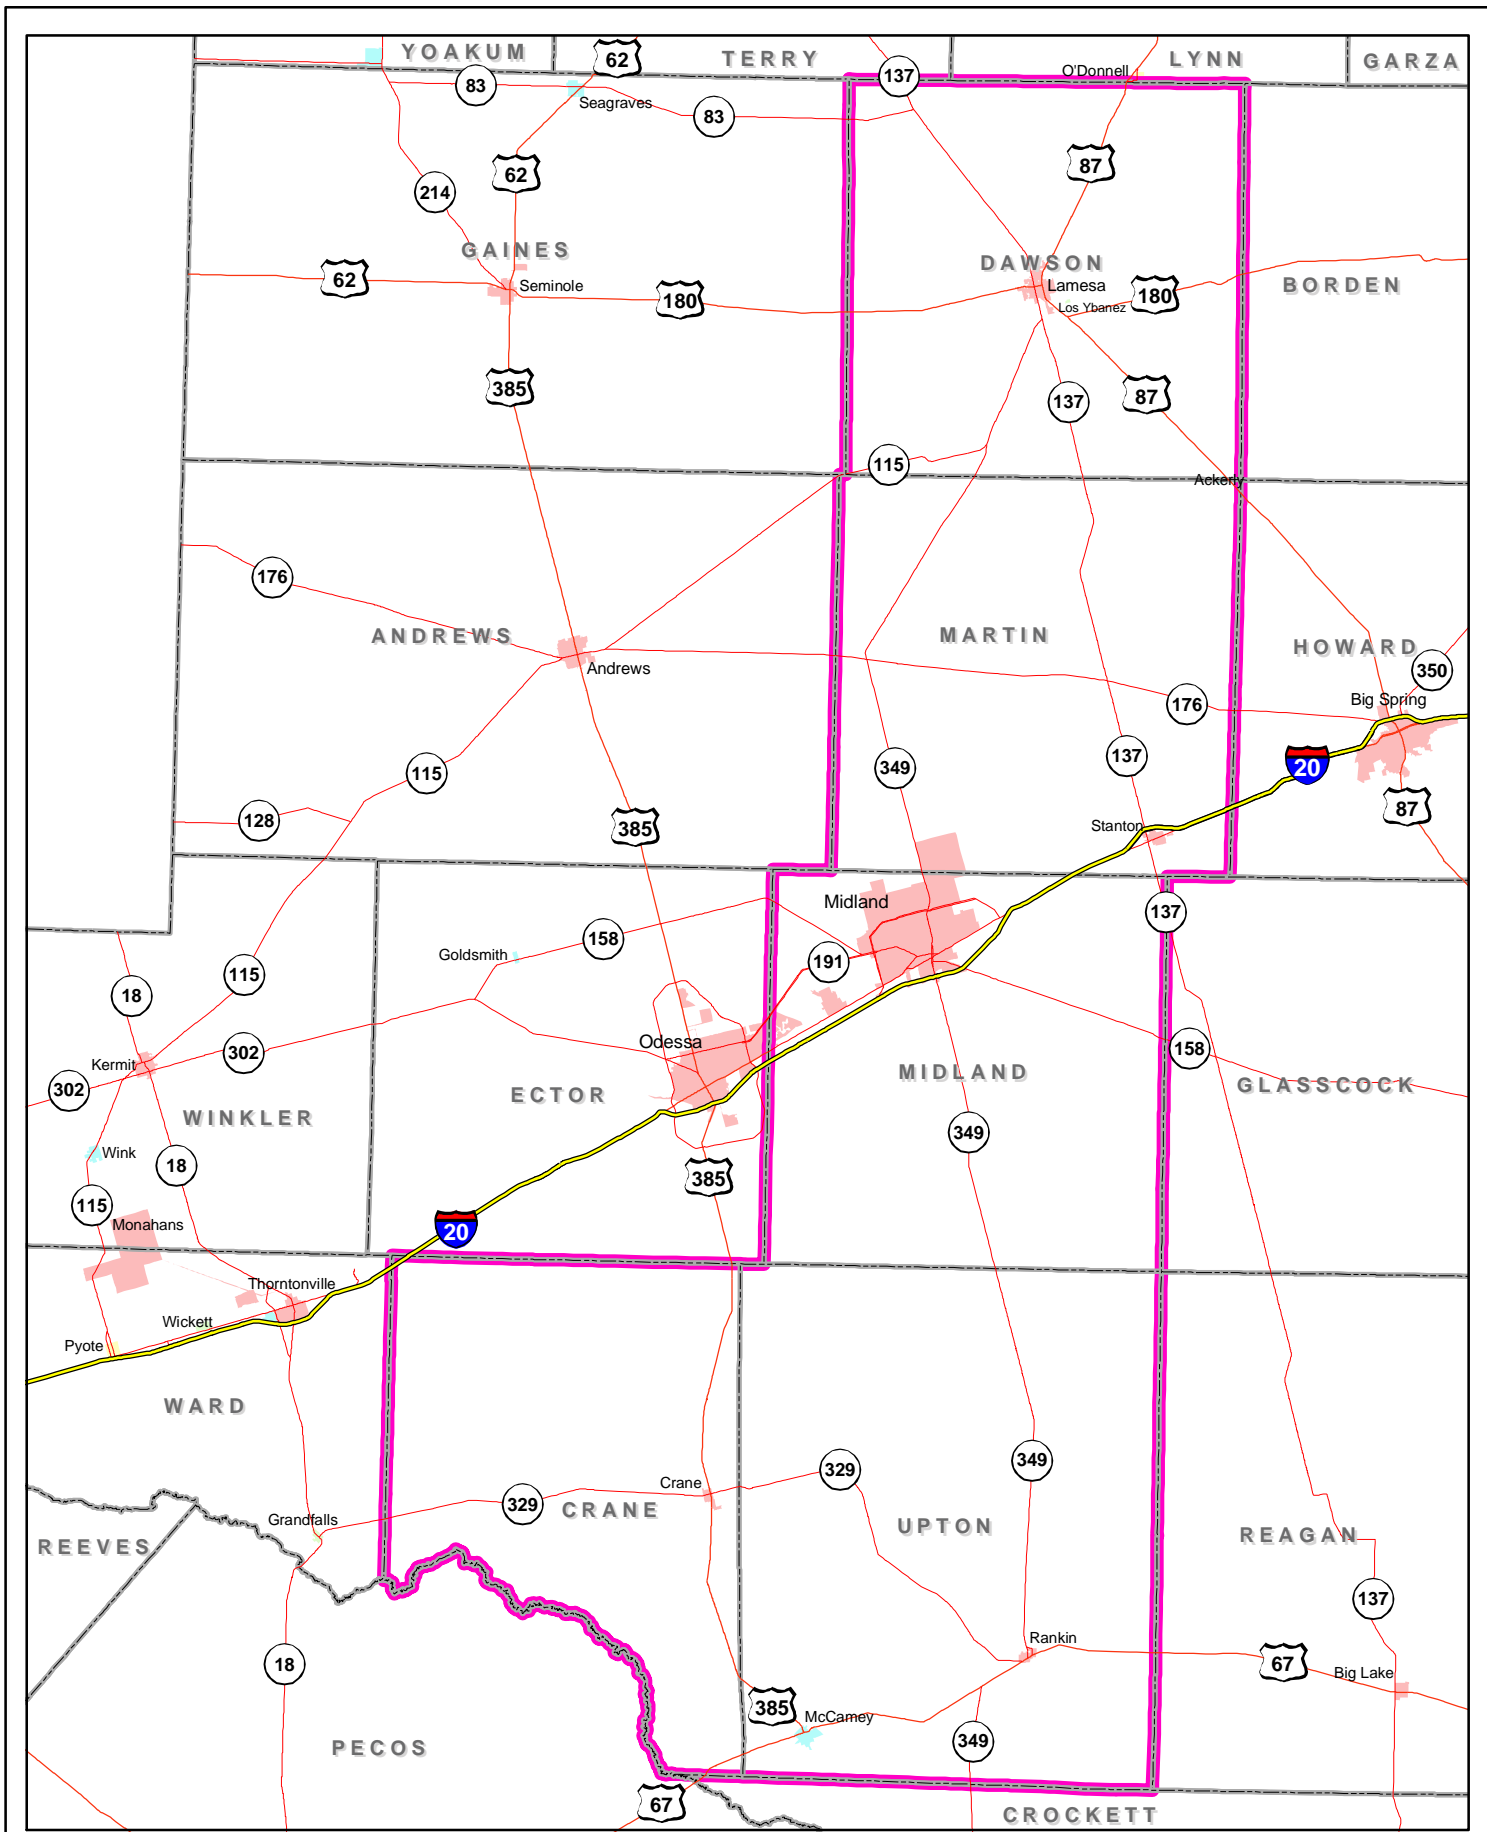 YOAKUM
62
TERRY
137
LYNN
GARZA
O'Donnell
83
Seagraves
83
62
87
214
GAINES
DAWSON
62
Seminole
180
Lamesa
Los Ybanez
180
BORDEN
385
137
87
115
Ackerly
176
ANDREWS
Andrews
MARTIN
HOWARD
350
176
Big Spring
349
137
20
115
128
385
Stanton
87
Midland
137
158
Goldsmith
191
115
18
Odessa
302
Kermit
302
158
MIDLAND
GLASSCOCK
ECTOR
WINKLER
349
Wink
18
385
115
Monahans
20
Thorntonville
Wickett
Pyote
WARD
349
329
Crane
329
CRANE
Grandfalls
UPTON
REAGAN
REEVES
137
Rankin
18
67
Big Lake
385
McCamey
349
PECOS
67
CROCKETT